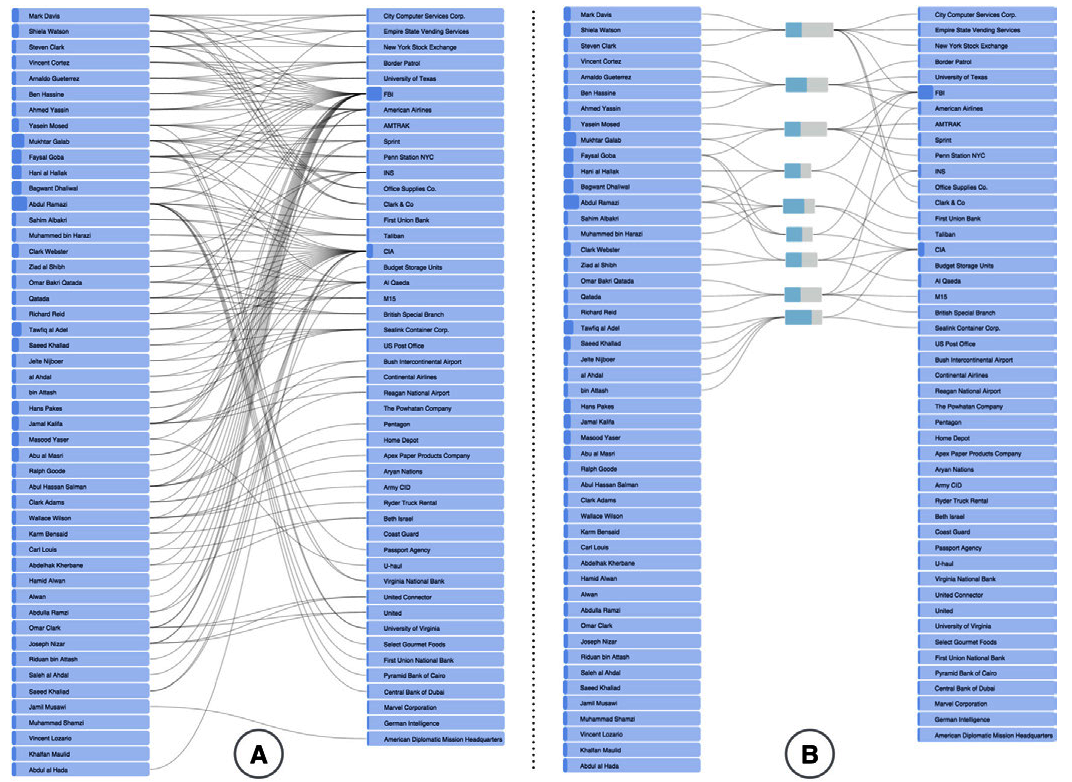 Mark Davis
Shiela Watson
Steven Clark
Vincent Cortez
Arnaldo Gueterrez
Ben Hassine
Ahmed Yassin
Yasein Mosed
Mukhtar Galab
Faysal Goba
Hani al Hallak
Bagwant Dhaliwal
Abdul Ramazi
Sahim Albakri
Muhammed bin Harazi
Clark Webster
Ziad al Shibh
Omar Bakri Qatada
Qatada
Richard Reid
Tawfiq al Adel
Saeed Khallad
Jelte Nijboer
al Ahdal
bin Attash
Hans Pakes
Jamal Kalifa
Masood Yaser
Abu al Masri
Ralph Goode
Abul Hassan Salman
Clark Adams
Wallace Wilson
Karm Bensaid
Carl Louis
Abdelhak Kherbane
Hamid Alwan
Alwan
Abdulla Ramzi
Omar Clark
Joseph Nizar
Riduan bin Attash
Saleh al Ahdal
Saeed Khallad
Jamil Musawi
Muhammad Shamzi
Vincent Lozario
Khalfan Maulid
Abdul al Hada
City Computer Services Corp.
Empire State Vending Services
New York Stock Exchange
Border Patrol
University of Texas
FBI
American Airlines
AMTRAK
Sprint
Penn Station NYC
INS
Office Supplies Co.
Clark & Co
First Union Bank
Taliban
CIA
Budget Storage Units
Al Qaeda
M15
British Special Branch
Sealink Container Corp.
US Post Office
Bush Intercontinental Airport
Continental Airlines
Reagan National Airport
The Powhatan Company
Pentagon
Home Depot
Apex Paper Products Company
Aryan Nations
Army CID
Ryder Truck Rental
Beth Israel
Coast Guard
Passport Agency
U-haul
Virginia National Bank
United Connector
United
University of Virginia
Select Gourmet Foods
First Union National Bank
Pyramid Bank of Cairo
Central Bank of Dubai
Marvel Corporation
German Intelligence
American Diplomatic Mission Headquarters
A
Mark Davis
Shiela Watson
Steven Clark
Vincent Cortez
Arnaldo Gueterrez
Ben Hassine
Ahmed Yassin
Yasein Mosed
Mukhtar Galab
Faysal Goba
Hani al Hallak
Bagwant Dhaliwal
Abdul Ramazi
Sahim Albakri
Muhammed bin Harazi
Clark Webster
Ziad al Shibh
Omar Bakri Qatada
Qatada
Richard Reid
Tawfiq al Adel
Saeed Khallad
Jelte Nijboer
al Ahdal
bin Attash
Hans Pakes
Jamal Kalifa
Masood Yaser
Abu al Masri
Ralph Goode
Abul Hassan Salman
Clark Adams
Wallace Wilson
Karm Bensaid
Carl Louis
Abdelhak Kherbane
Hamid Alwan
Alwan
Abdulla Ramzi
Omar Clark
Joseph Nizar
Riduan bin Attash
Saleh al Ahdal
Saeed Khallad
Jamil Musawi
Muhammad Shamzi
Vincent Lozario
Khalfan Maulid
Abdul al Hada
City Computer Services Corp.
Empire State Vending Services
New York Stock Exchange
Border Patrol
University of Texas
FBI
American Airlines
AMTRAK
Sprint
Penn Station NYC
INS
Office Supplies Co.
Clark & Co
First Union Bank
Taliban
CIA
Budget Storage Units
Al Qaeda
M15
British Special Branch
Sealink Container Corp.
US Post Office
Bush Intercontinental Airport
Continental Airlines
Reagan National Airport
The Powhatan Company
Pentagon
Home Depot
Apex Paper Products Company
Aryan Nations
Army CID
Ryder Truck Rental
Beth Israel
Coast Guard
Passport Agency
U-haul
Virginia National Bank
United Connector
United
University of Virginia
Select Gourmet Foods
First Union National Bank
Pyramid Bank of Cairo
Central Bank of Dubai
Marvel Corporation
German Intelligence
American Diplomatic Mission Headquarters
B